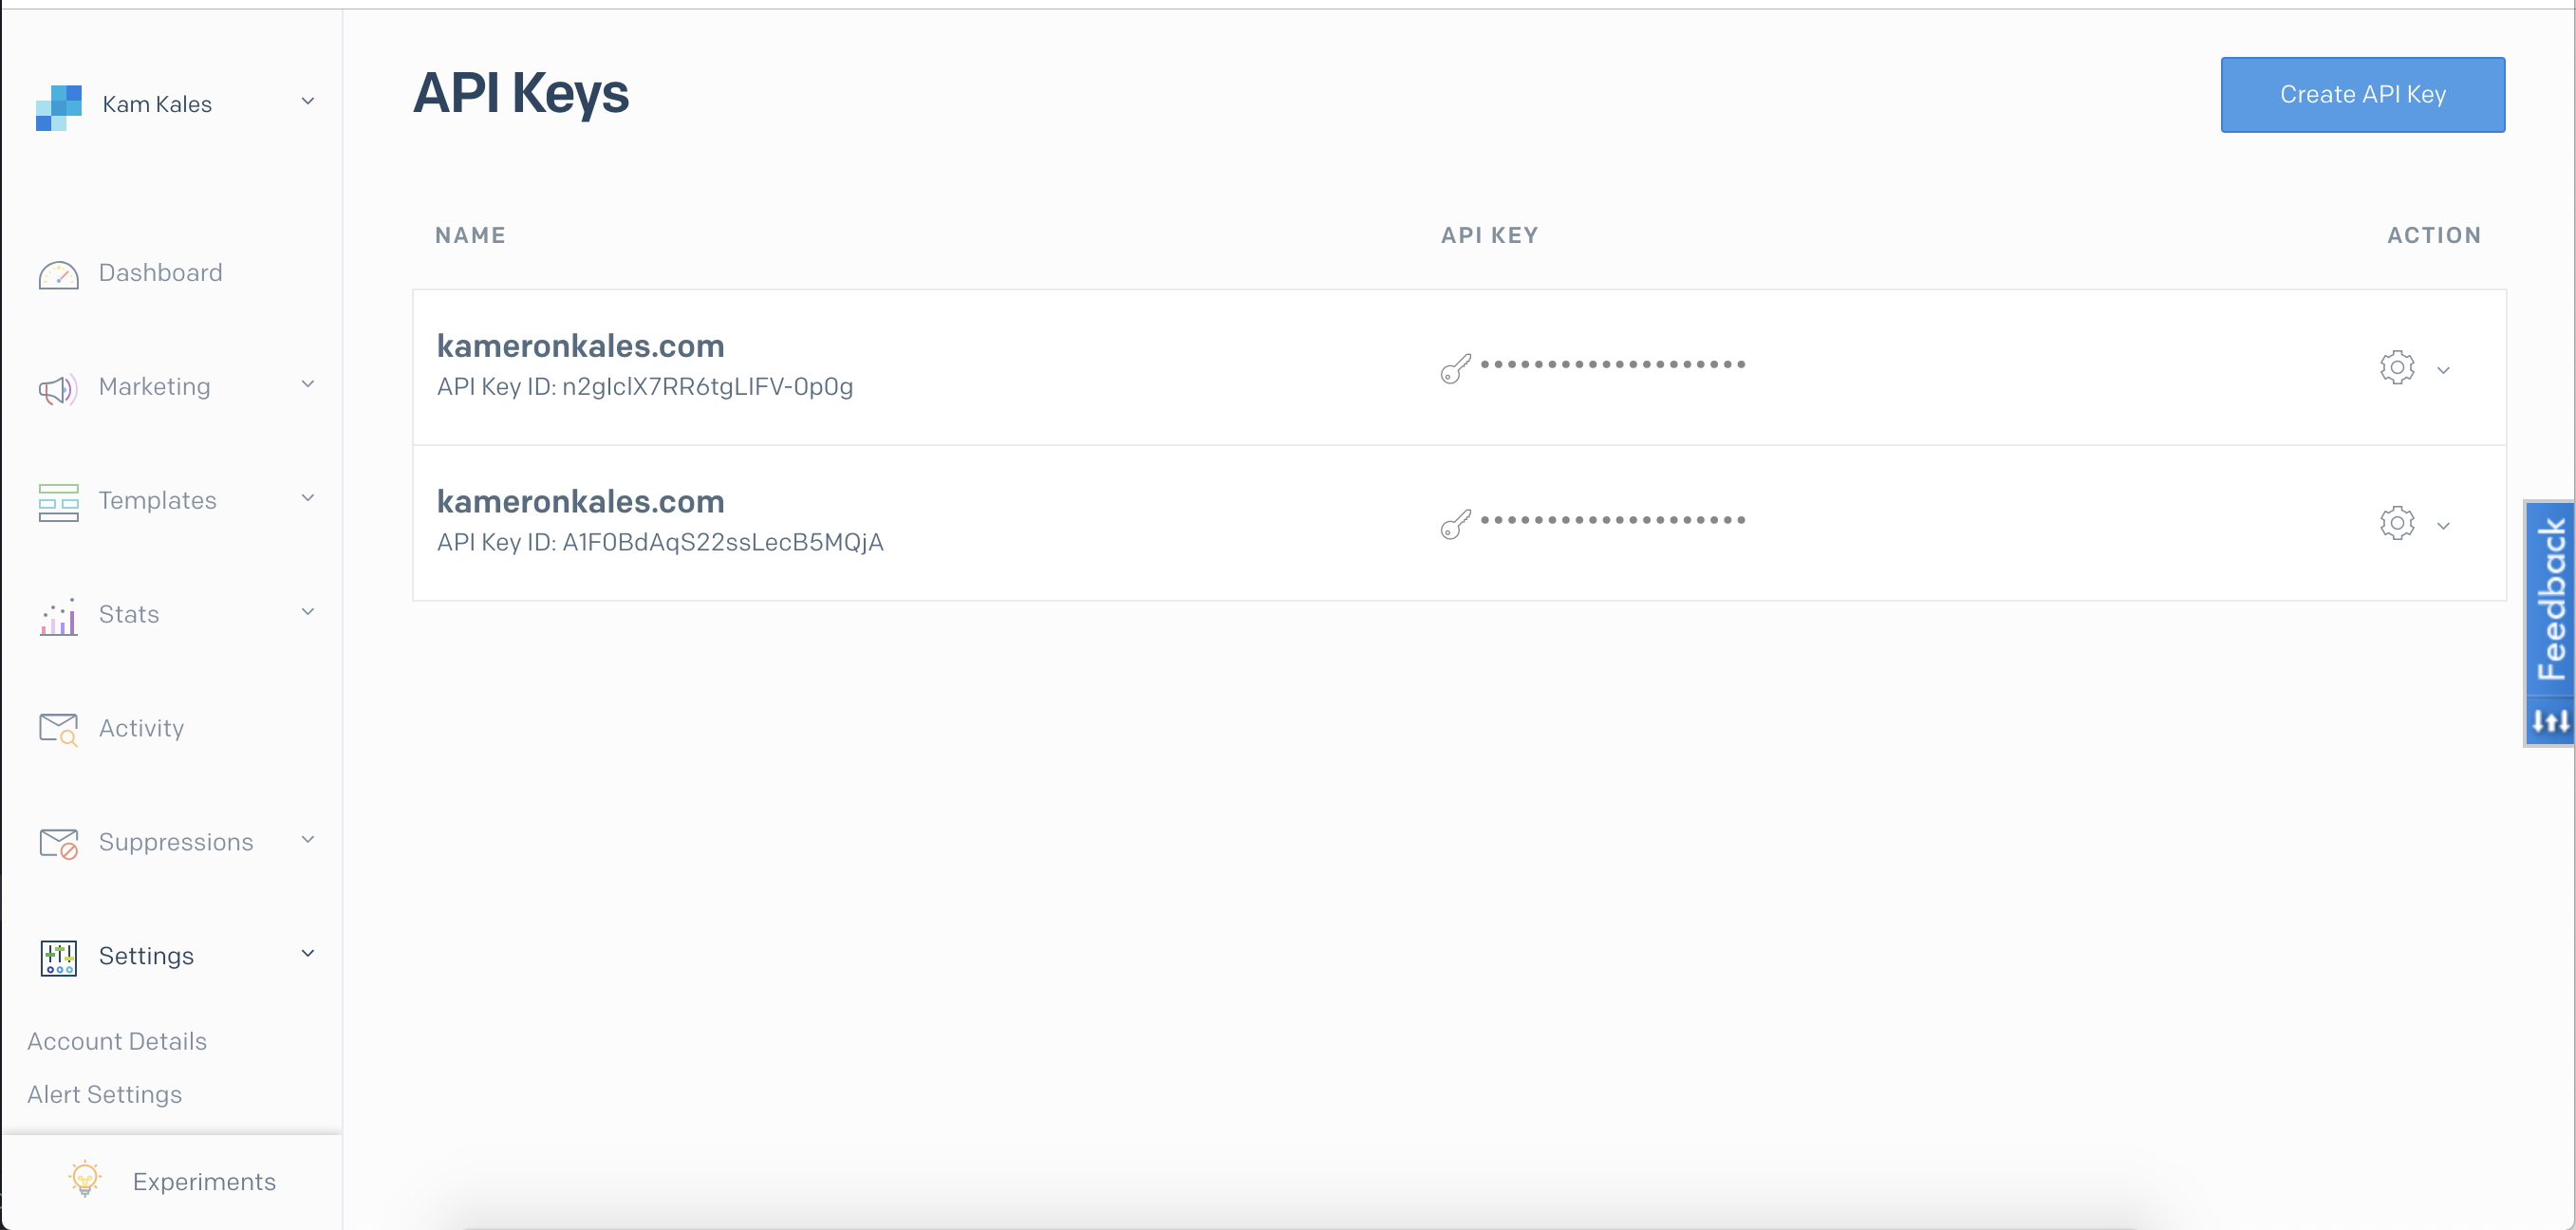 Kam Kales
API Keys
Create API Key
NAME
API KEY
ACTION
kameronkales.com
API Key ID: n2gIclX7RR6tgLIFV-0p0g
kameronkales.com
API Key ID: A1F0BdAqS22ssLecB5MQjA
Dashboard
Marketing
Templates
Stats
Activity
Suppressions
Settings
Account Details
Alert Settings
Experiments
Feedback